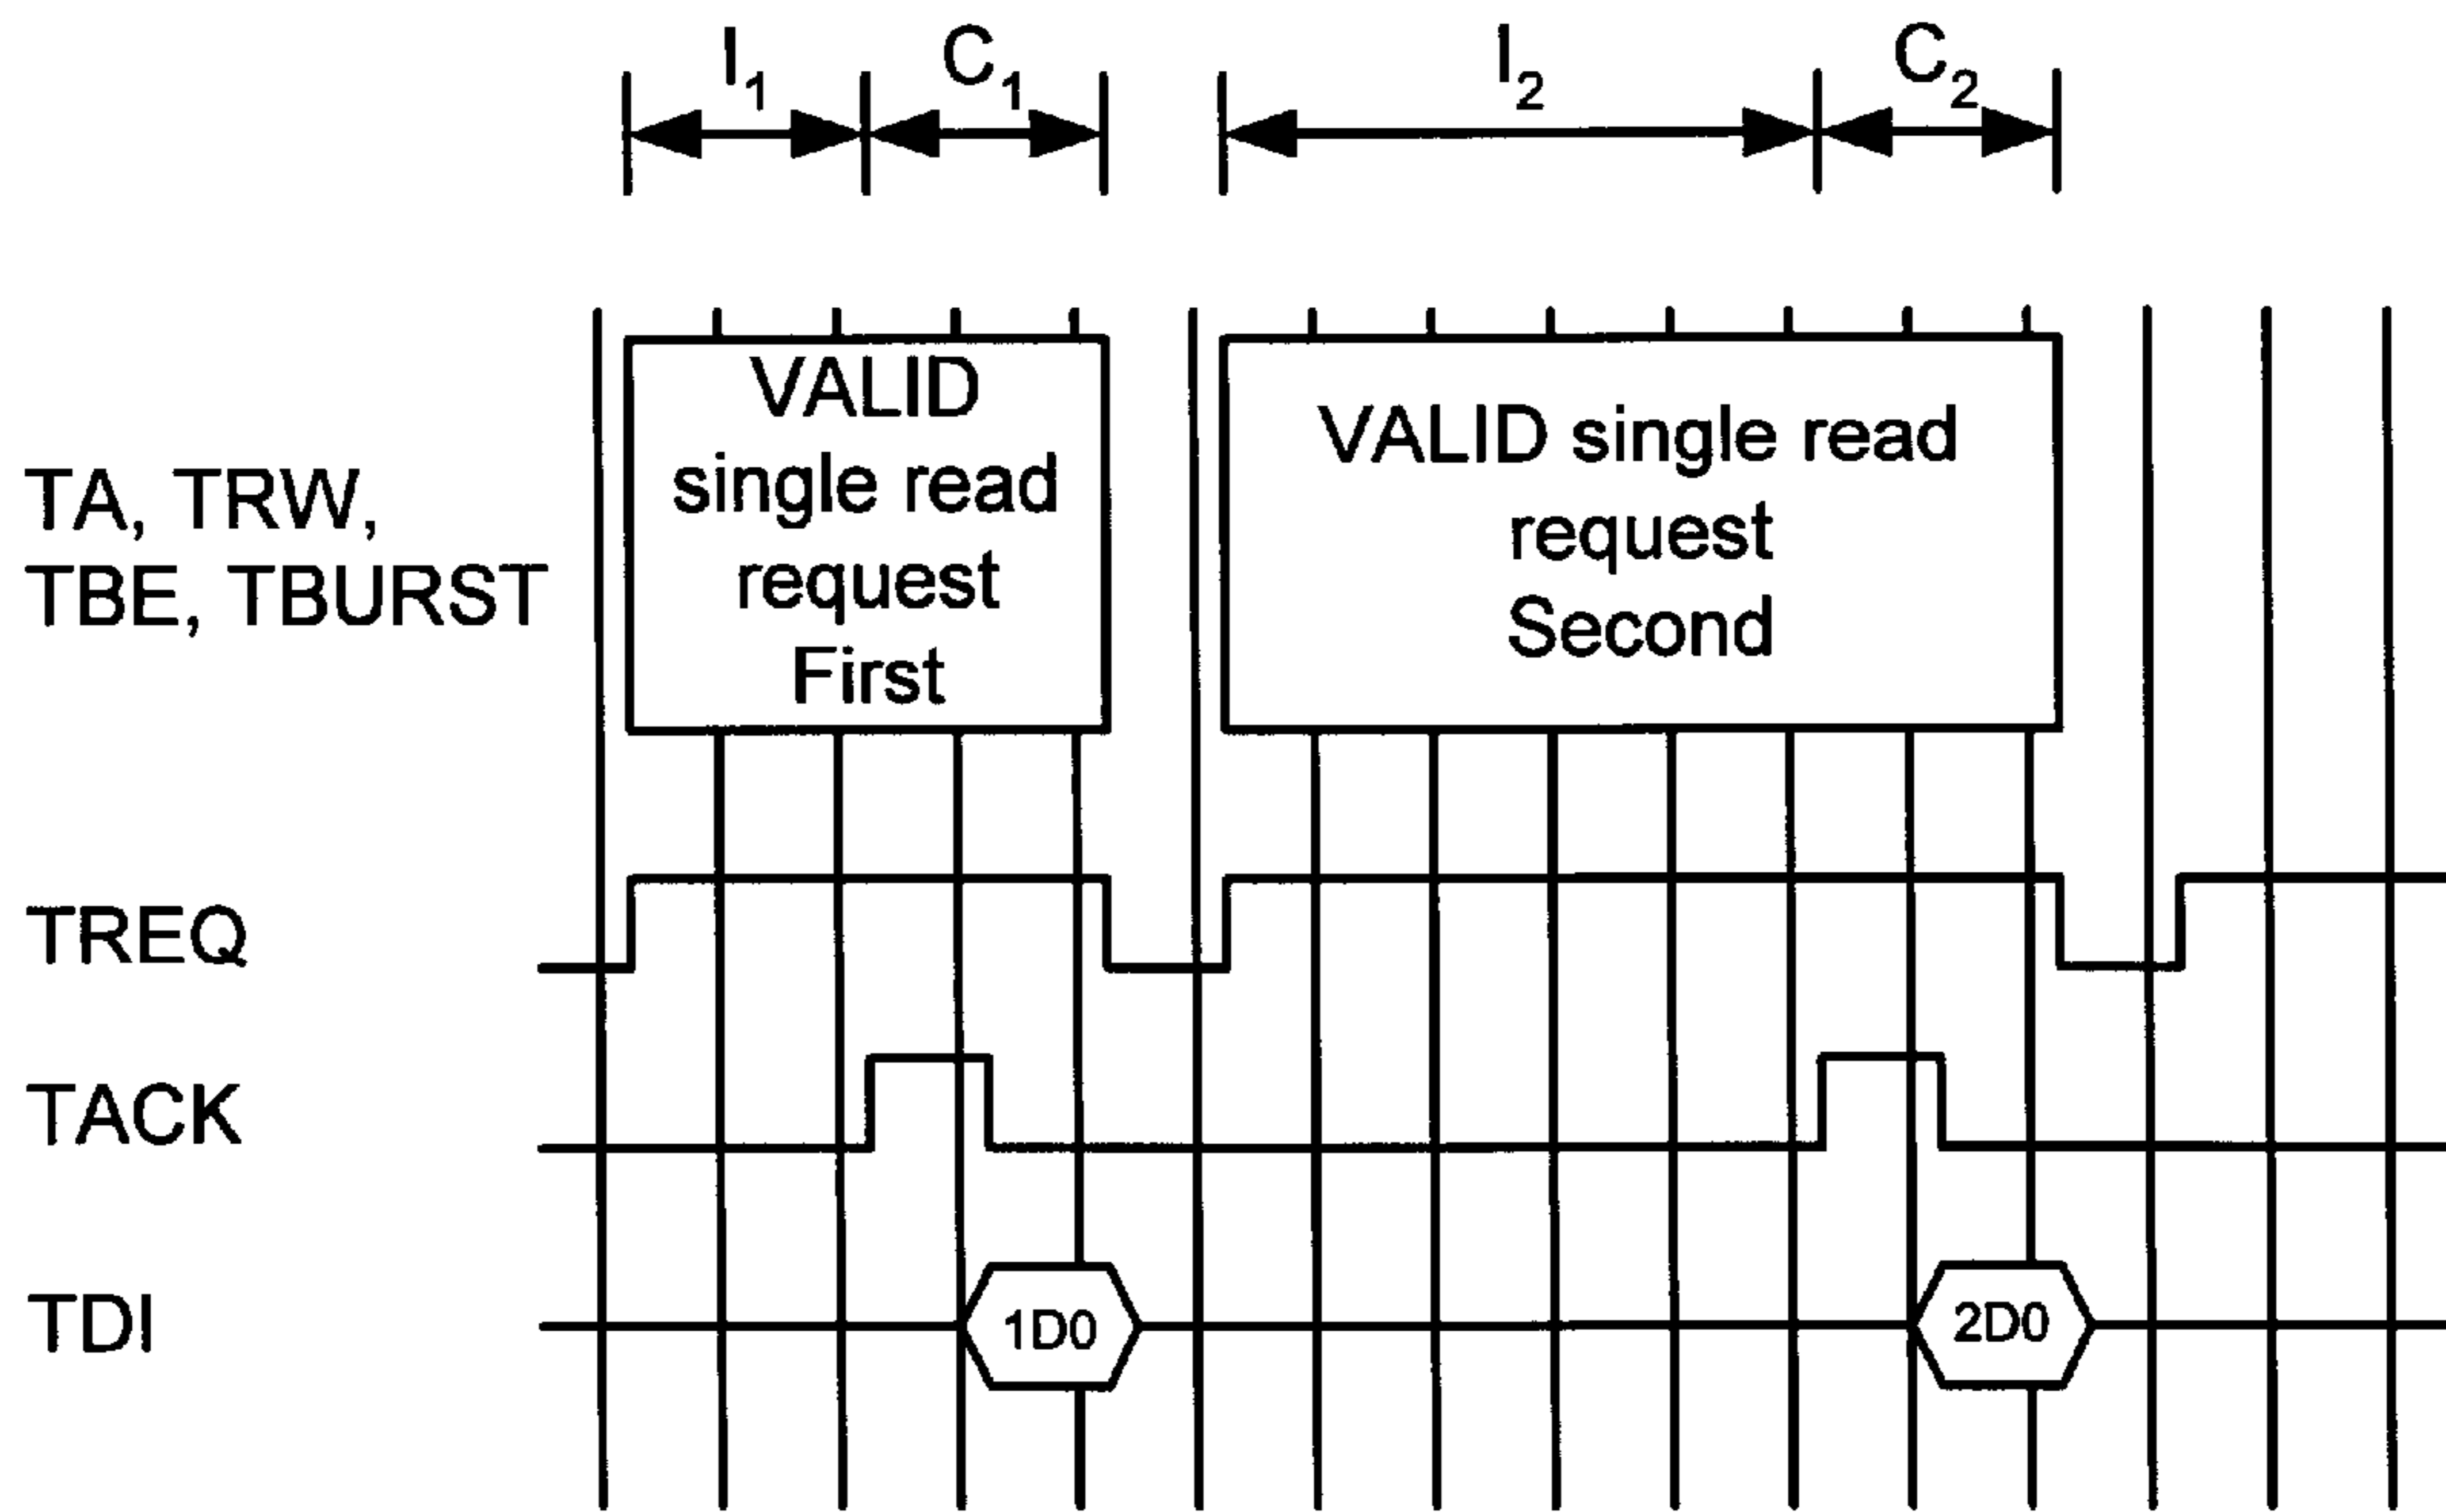 I1 C1 I2 C2
VALID
single read
request
First
VALID single read
request
Second
TA, TRW,
TBE, TBURST
TREQ
TACK
TDI
1D0
2D0